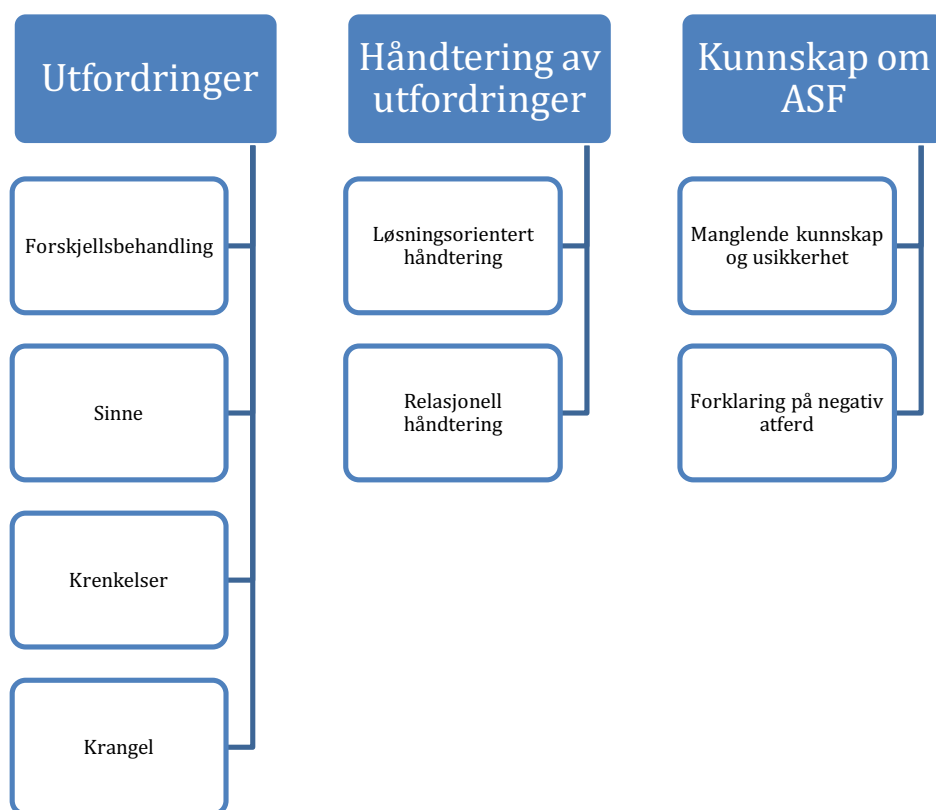 Utfordringer
Forskjellsbehandling
Sinne
Krenkelser
Krangel
Håndtering av
utfordringer
Løsningsorientert
håndtering
Relasjonell
håndtering
Kunnskap om
ASF
Manglende kunnskap
og usikkerhet
Forklaring på negativ
atferd